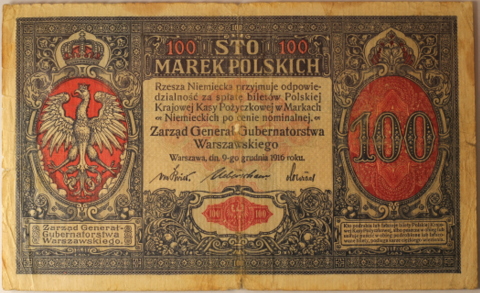 100 STO 100
MAREK POLSKICH
Rzesza Niemiecka przyjmuje odpowie-
dzialność za spłatę biletów Polskiej
Krajowej Kasy Pożyczkowej w Markach
Niemieckich po cenie nominalnej.
Zarząd Generał-Gubernatorstwa
Warszawskiego
Warszawa, dn. 9-go grudnia 1916 roku.
100
100 100
Zarząd Generał-
Gubernatorstwa
Warszawskiego.